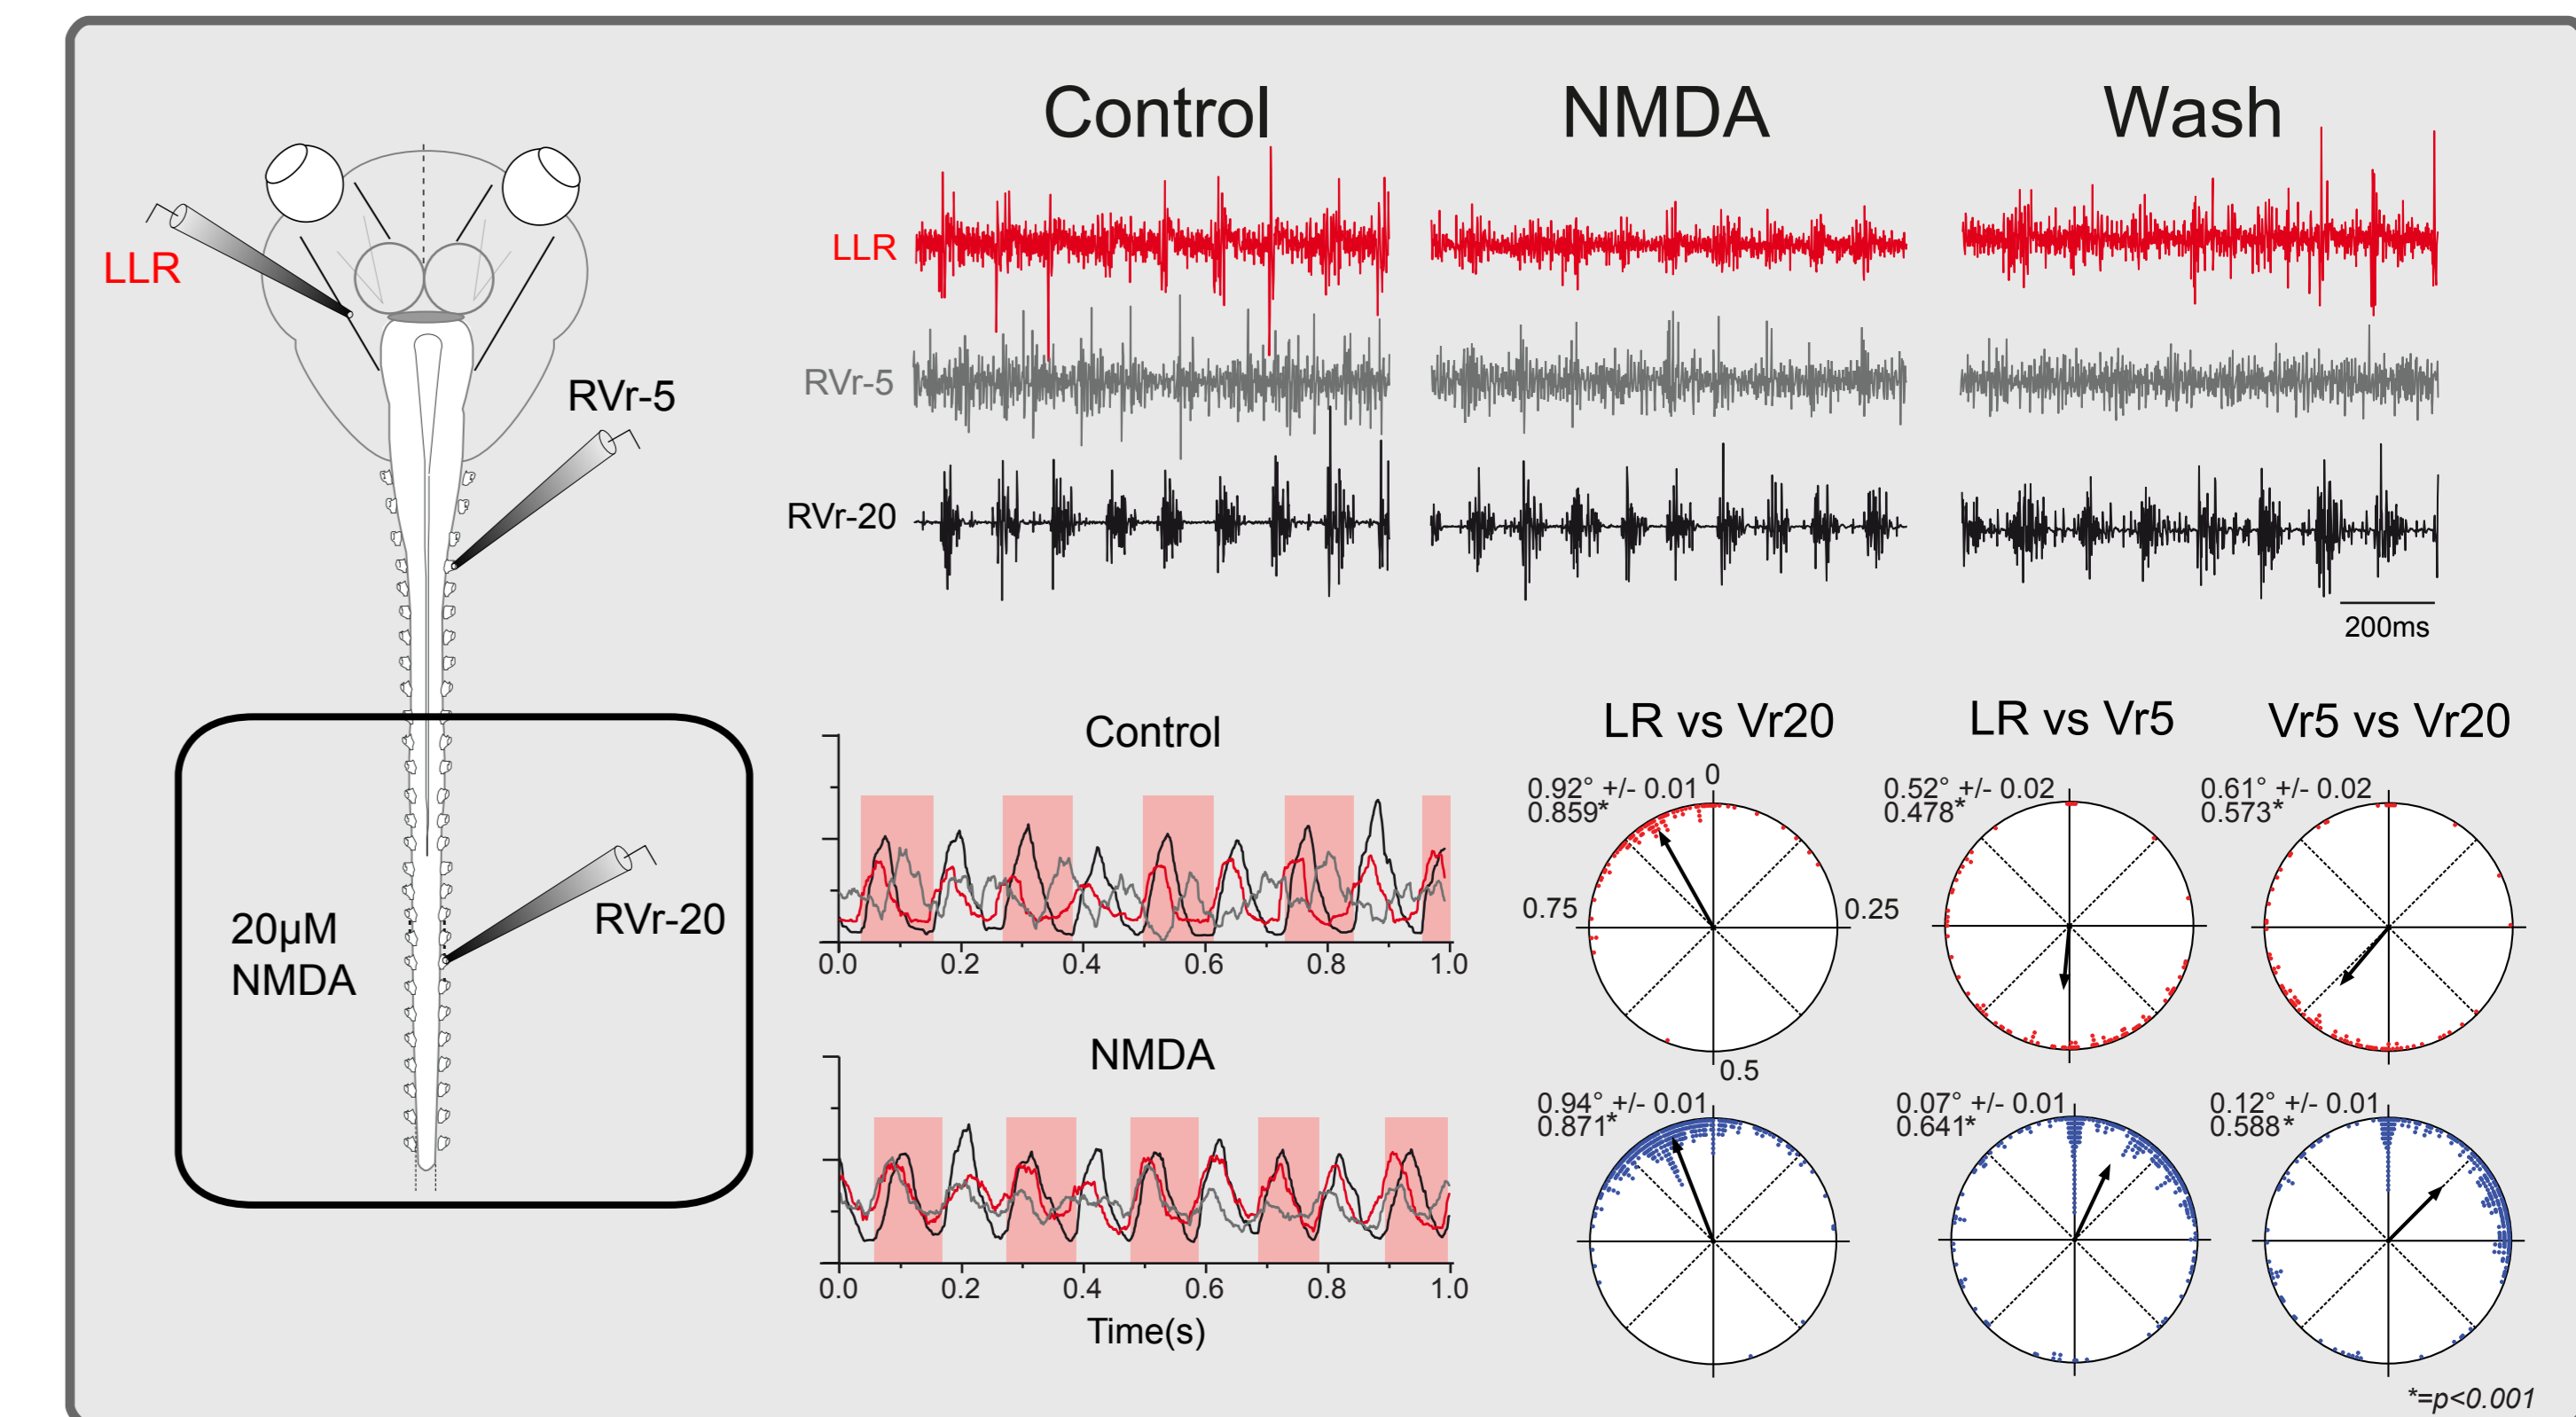 Control
NMDA
Wash
LLR
RVr-5
RVr-20
200ms
LLR
RVr-5
20µM
NMDA
RVr-20
Control
0.0 0.2 0.4 0.6 0.8 1.0
NMDA
0.0 0.2 0.4 0.6 0.8 1.0
Time(s)
LR vs Vr20
LR vs Vr5
Vr5 vs Vr20
0.92° +/- 0.01
0.859*
0
0.25
0.5
0.75
0.52° +/- 0.02
0.478*
0.61° +/- 0.02
0.573*
0.94° +/- 0.01
0.871*
0.07° +/- 0.01
0.641*
0.12° +/- 0.01
0.588*
*=p<0.001